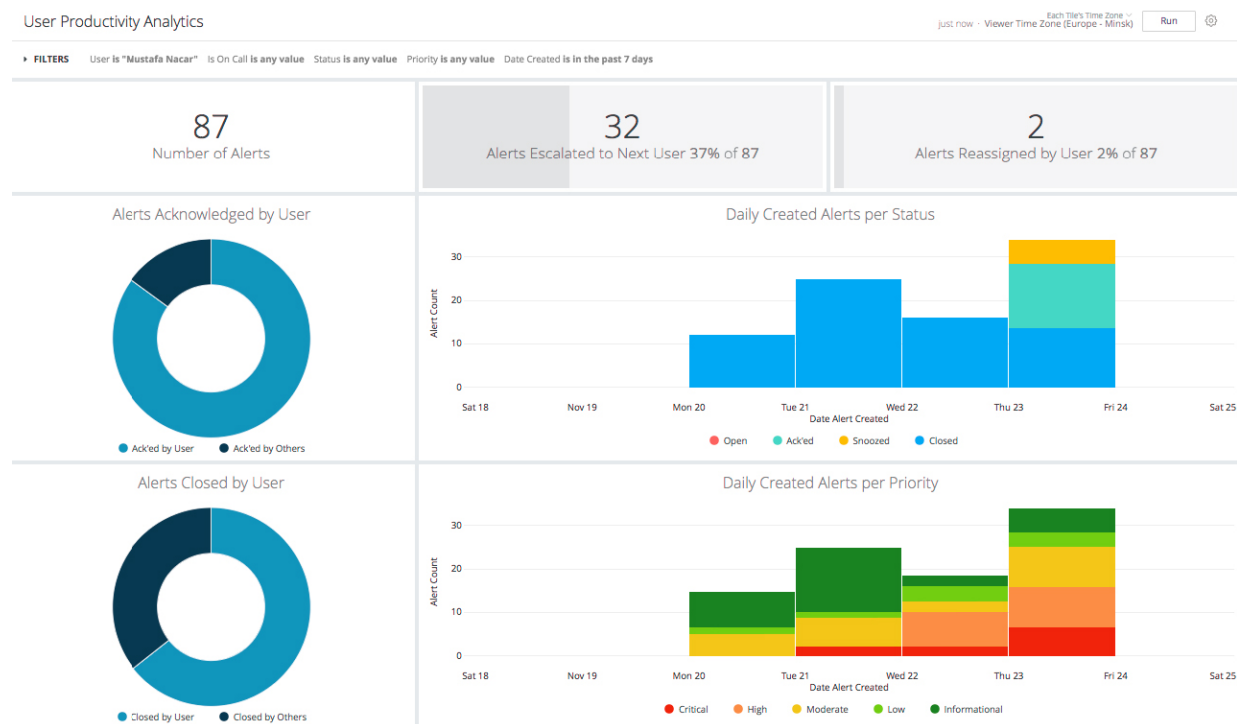 User Productivity Analytics
Each Tile's Time Zone
just now · Viewer Time Zone (Europe - Minsk)
Run
FILTERS User is "Mustafa Nacar" Is On Call is any value Status is any value Priority is any value Date Created is in the past 7 days
87
Number of Alerts
32
Alerts Escalated to Next User 37% of 87
2
Alerts Reassigned by User 2% of 87
Alerts Acknowledged by User
Ack'ed by User Ack'ed by Others
Daily Created Alerts per Status
Alert Count
30
20
10
0
Sat 18 Nov 19 Mon 20 Tue 21 Wed 22 Thu 23 Fri 24 Sat 25
Date Alert Created
Open Ack'ed Snoozed Closed
Alerts Closed by User
Closed by User Closed by Others
Daily Created Alerts per Priority
Alert Count
30
20
10
0
Sat 18 Nov 19 Mon 20 Tue 21 Wed 22 Thu 23 Fri 24 Sat 25
Date Alert Created
Critical High Moderate Low Informational